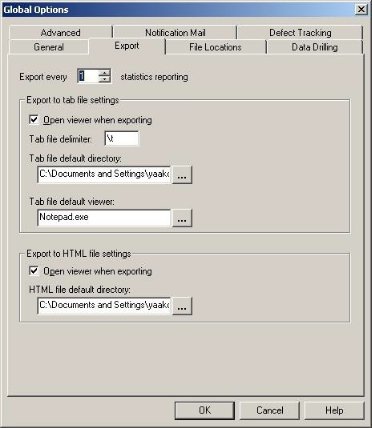 Global Options
Advanced Notification Mail Defect Tracking
General Export File Locations Data Drilling
Export every 1 statistics reporting
Export to tab file settings
Open viewer when exporting
Tab file delimiter: \t
Tab file default directory:
C:\Documents and Settings\yaak ...
Tab file default viewer:
Notepad.exe ...
Export to HTML file settings
Open viewer when exporting
HTML file default directory:
C:\Documents and Settings\yaak ...
OK Cancel Help